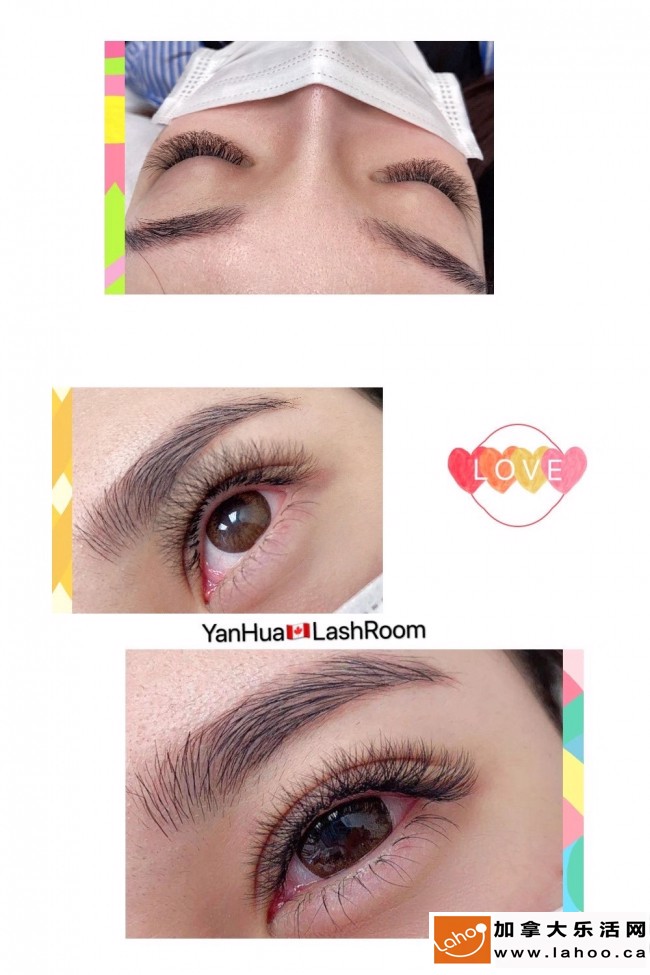 LOVE
YanHua🇨🇦LashRoom
Lahoo
加拿大乐活网
www.lahoo.ca